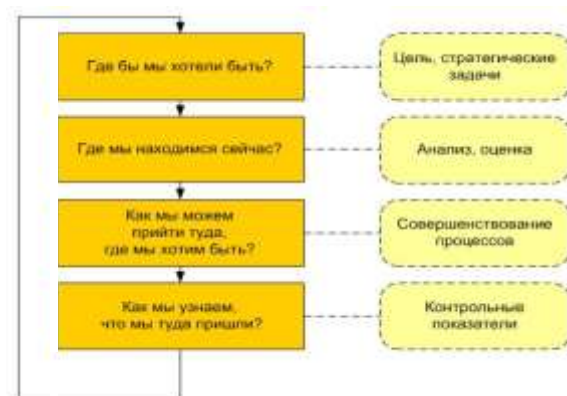 Где бы мы хотели быть?
Цель, стратегические
задачи
Где мы находимся сейчас?
Анализ, оценка
Как мы можем
прийти туда,
где мы хотим быть?
Совершенствование
процессов
Как мы узнаем,
что мы туда пришли?
Контрольные
показатели